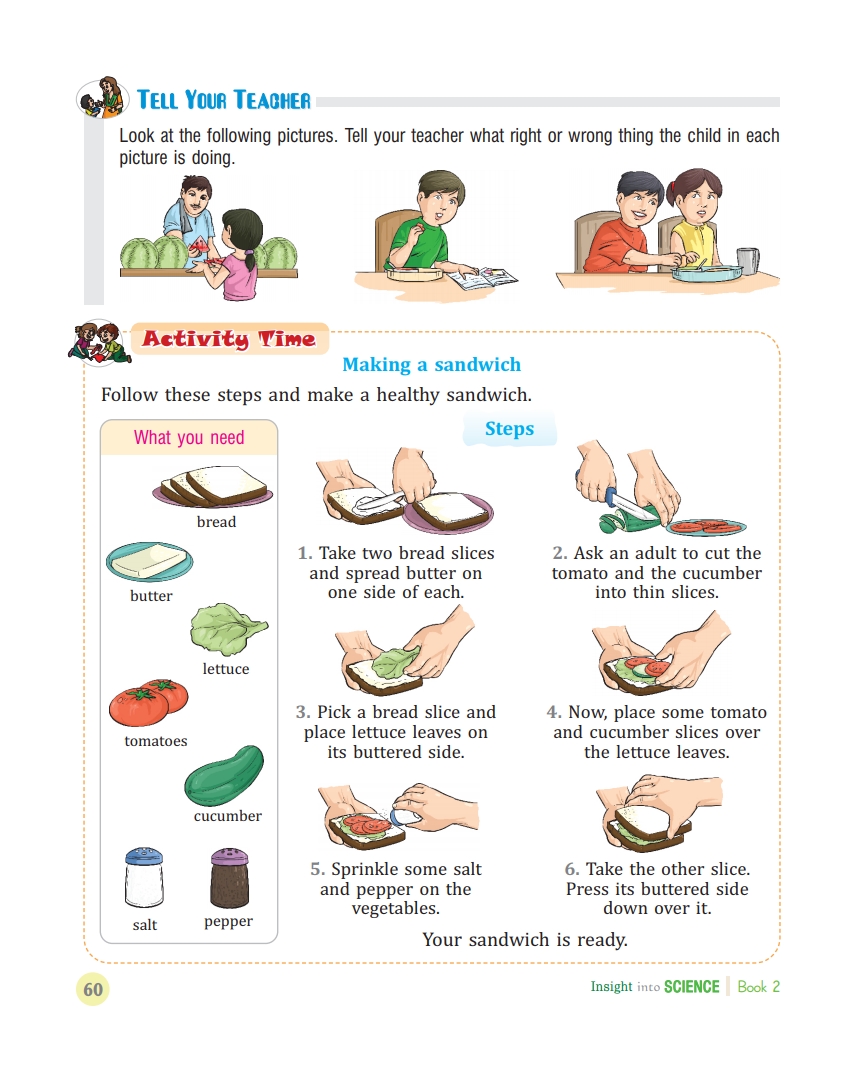 TELL YOUR TEACHER
Look at the following pictures. Tell your teacher what right or wrong thing the child in each
picture is doing.
Activity Time
Making a sandwich
Follow these steps and make a healthy sandwich.
What you need
bread
butter
lettuce
tomatoes
cucumber
salt
pepper
Steps
1. Take two bread slices
and spread butter on
one side of each.
2. Ask an adult to cut the
tomato and the cucumber
into thin slices.
3. Pick a bread slice and
place lettuce leaves on
its buttered side.
4. Now, place some tomato
and cucumber slices over
the lettuce leaves.
5. Sprinkle some salt
and pepper on the
vegetables.
6. Take the other slice.
Press its buttered side
down over it.
Your sandwich is ready.
60
Insight into SCIENCE Book 2